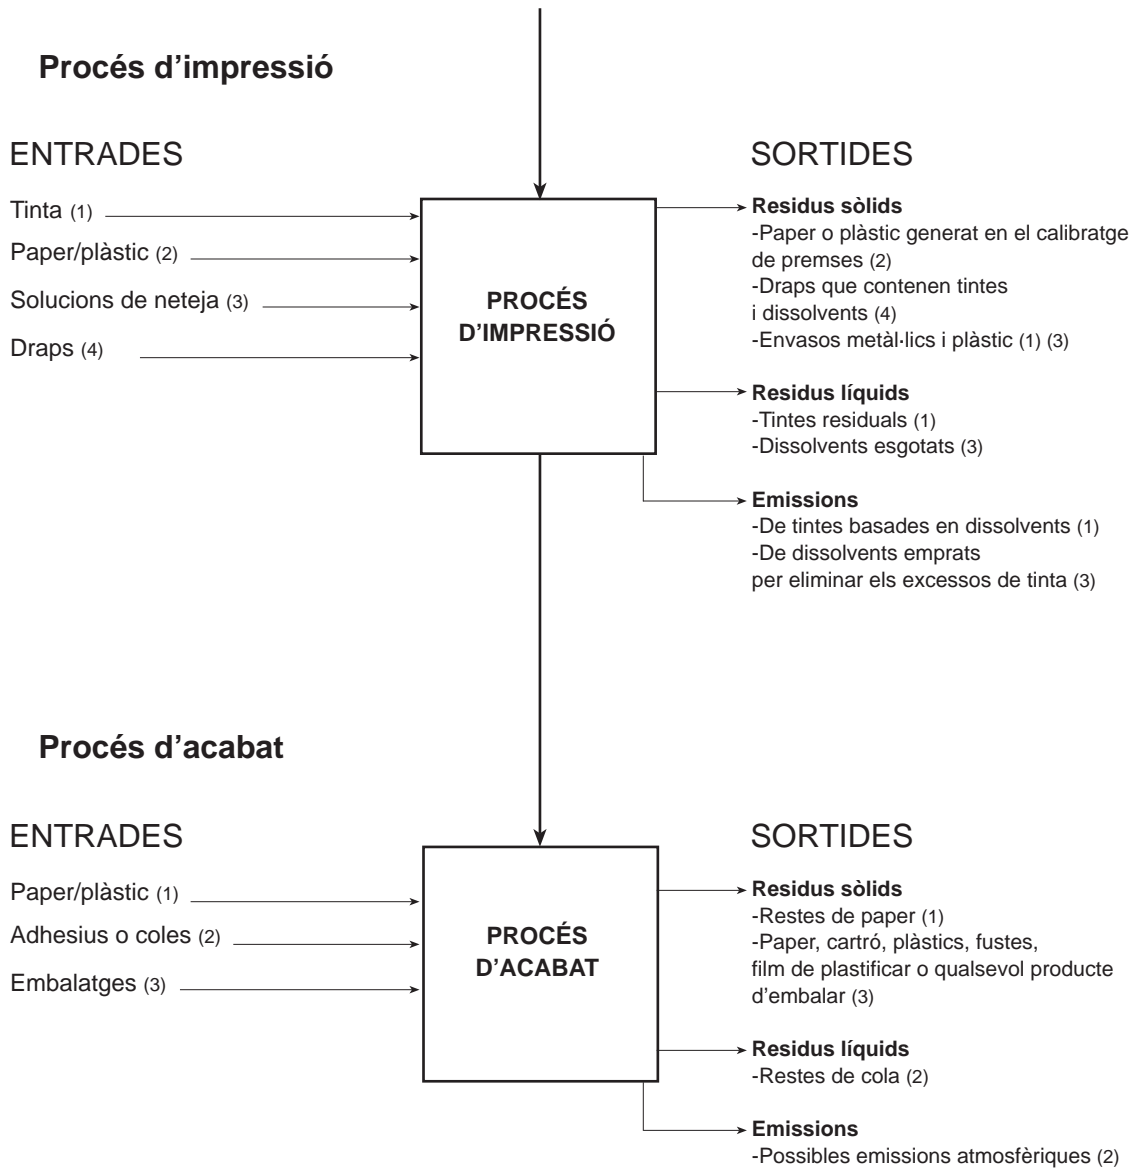 Procés d’impressió
ENTRADES
Tinta (1)
Paper/plàstic (2)
Solucions de neteja (3)
Draps (4)
PROCÉS
D’IMPRESSIÓ
SORTIDES
Residus sòlids
-Paper o plàstic generat en el calibratge
de premses (2)
-Draps que contenen tintes
i dissolvents (4)
-Envasos metàl·lics i plàstic (1) (3)
Residus líquids
-Tintes residuals (1)
-Dissolvents esgotats (3)
Emissions
-De tintes basades en dissolvents (1)
-De dissolvents emprats
per eliminar els excessos de tinta (3)
Procés d’acabat
ENTRADES
Paper/plàstic (1)
Adhesius o coles (2)
Embalatges (3)
PROCÉS
D’ACABAT
SORTIDES
Residus sòlids
-Restes de paper (1)
-Paper, cartró, plàstics, fustes,
film de plastificar o qualsevol producte
d’embalar (3)
Residus líquids
-Restes de cola (2)
Emissions
-Possibles emissions atmosfèriques (2)